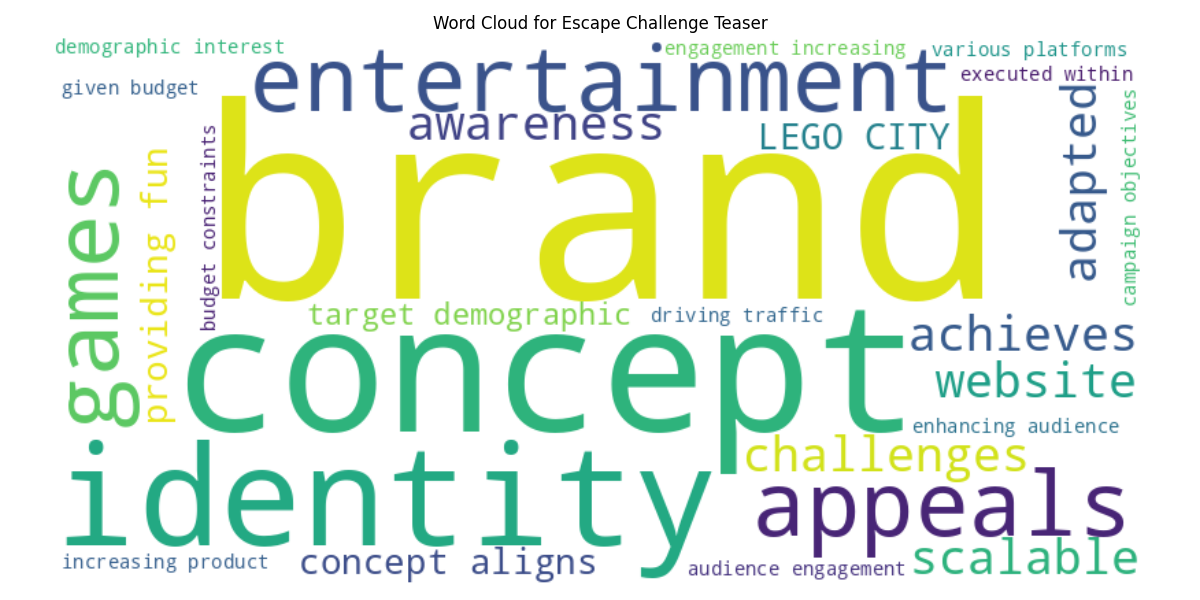 Word Cloud for Escape Challenge Teaser
demographic interest
engagement increasing
various platforms
entertainment
executed within
given budget
awareness
LEGO CITY
brand
adapted
campaign objectives
budget constraints
providing fun
games
target demographic
driving traffic
concept
achieves
website
enhancing audience
challenges
identity
appeals
scalable
increasing product
concept aligns
audience engagement